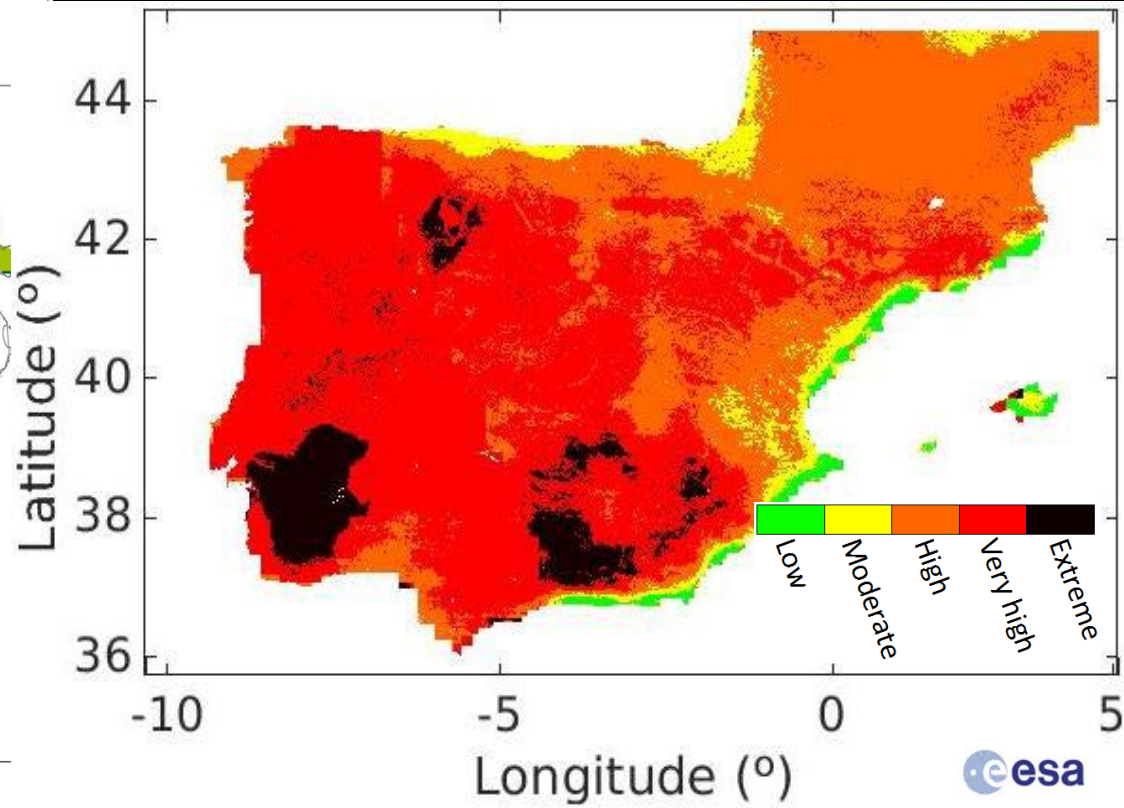 44
42
40
38
36
Latitude (º)
Low
Moderate
High
Very high
Extreme
-10
-5
0
5
Longitude (º)
esa